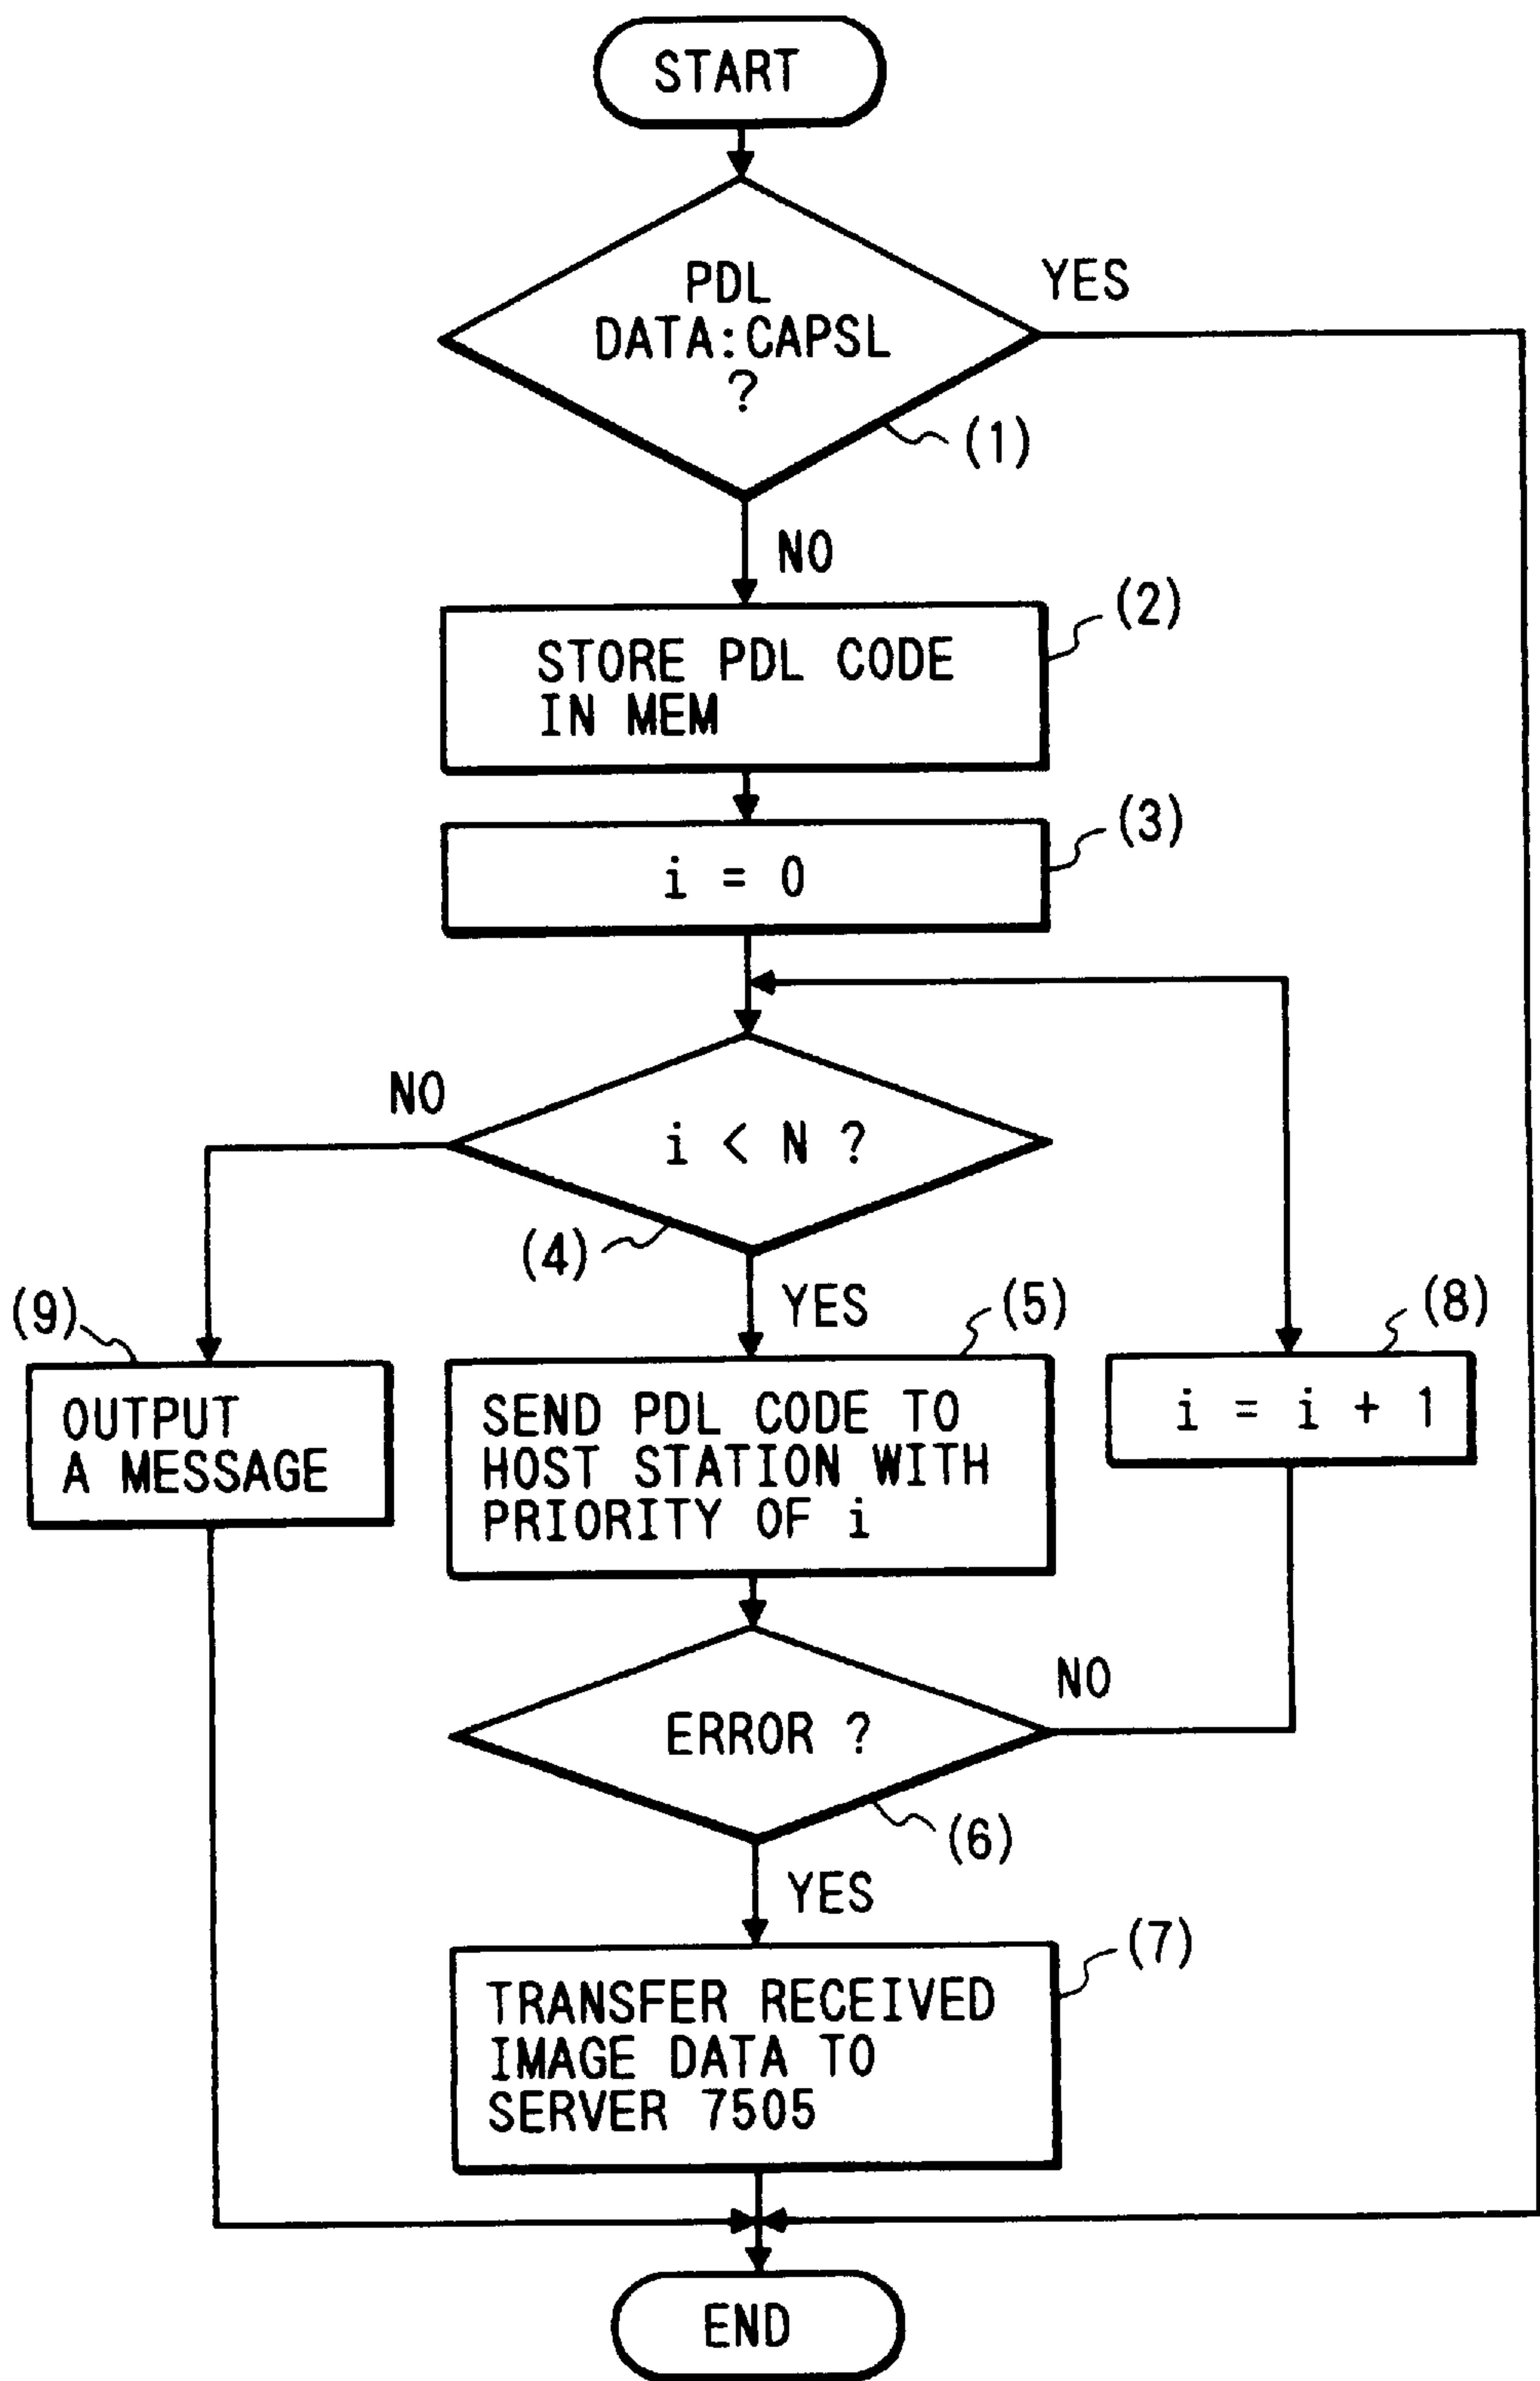 START
PDL
DATA:CAPSL
?
YES
(1)
NO
(2)
STORE PDL CODE
IN MEM
(3)
i = 0
NO
i < N ?
(4)
YES
(5)
(8)
(9)
OUTPUT
A MESSAGE
SEND PDL CODE TO
HOST STATION WITH
PRIORITY OF i
i = i + 1
NO
ERROR ?
(6)
YES
(7)
TRANSFER RECEIVED
IMAGE DATA TO
SERVER 7505
END